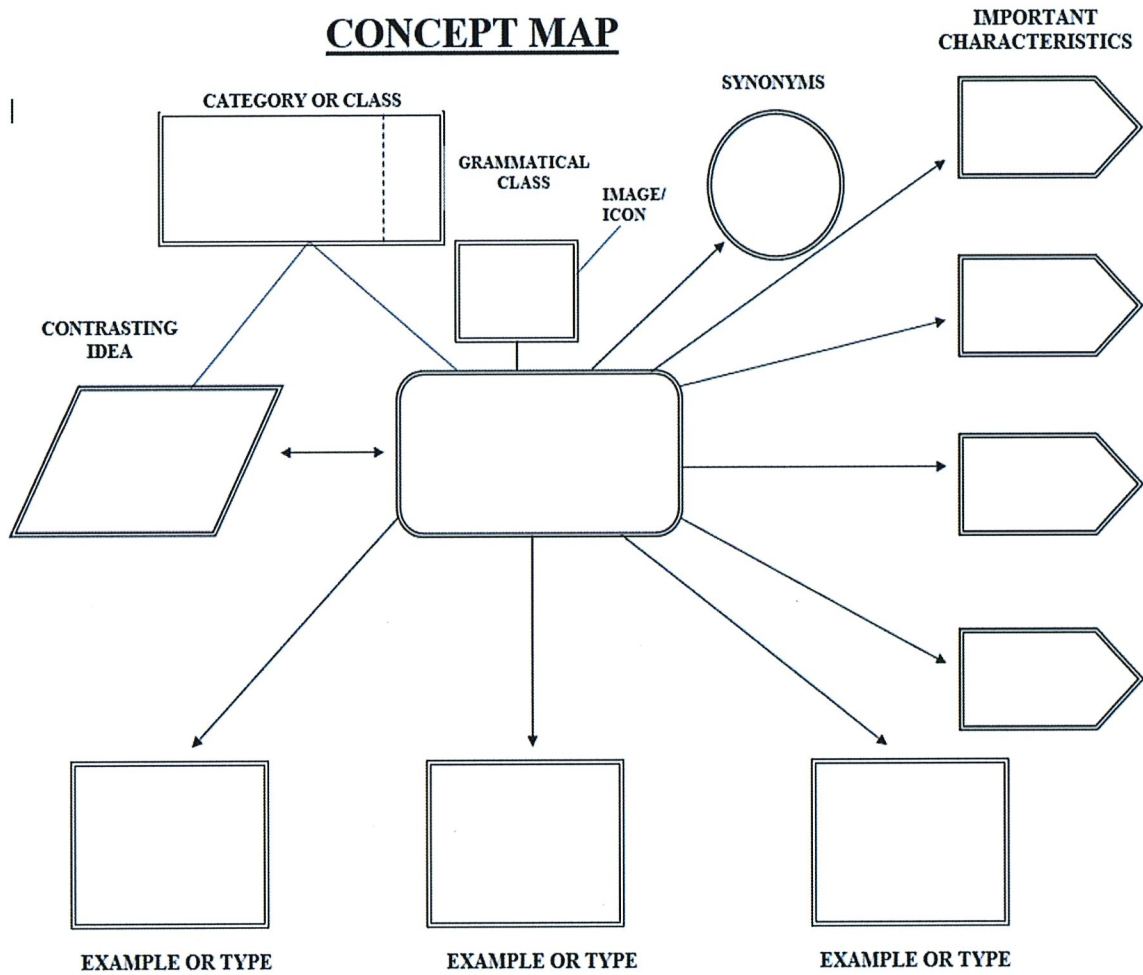 CONCEPT MAP
IMPORTANT
CHARACTERISTICS
CATEGORY OR CLASS
SYNONYMS
GRAMMATICAL
CLASS
IMAGE/
ICON
CONTRASTING
IDEA
EXAMPLE OR TYPE
EXAMPLE OR TYPE
EXAMPLE OR TYPE